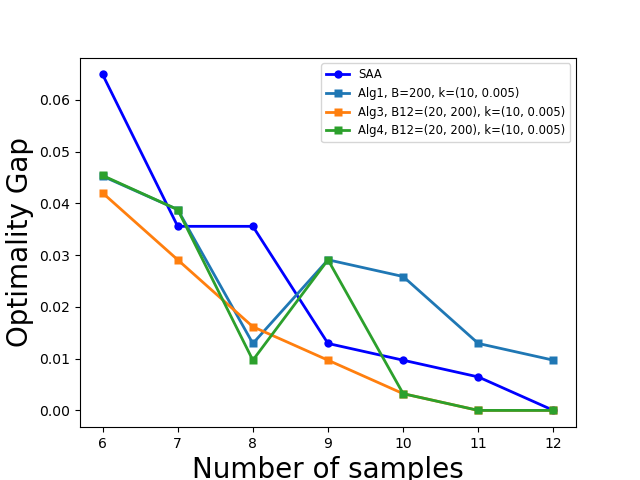 SAA
Alg1, B=200, k=(10, 0.005)
Alg3, B12=(20, 200), k=(10, 0.005)
Alg4, B12=(20, 200), k=(10, 0.005)
Optimality Gap
0.06
0.05
0.04
0.03
0.02
0.01
0.00
6 7 8 9 10 11 12
Number of samples